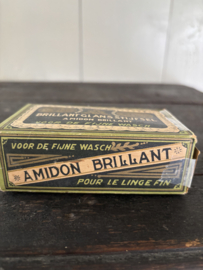 BRILLANT GLANS STIJFSEL
AMIDON BRILLANT
VOOR DE FIJNE WASCH
AMIDON BRILLANT
POUR LE LINGE FIN